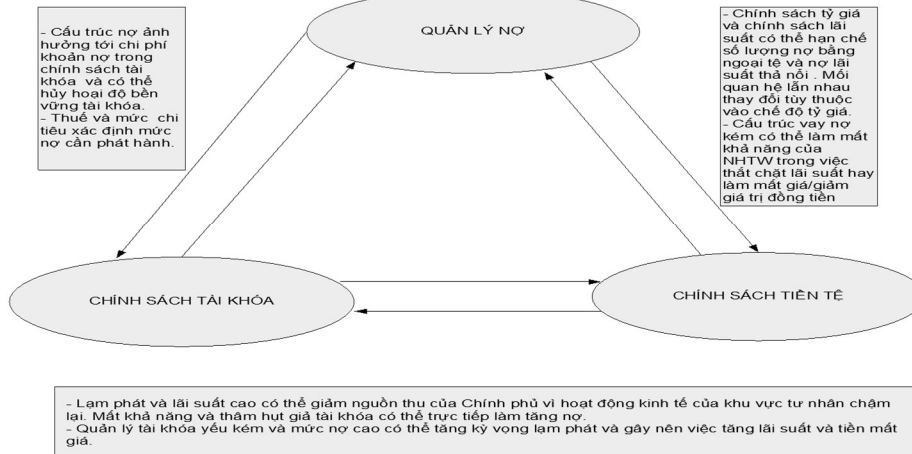 QUẢN LÝ NỢ
- Cấu trúc nợ ảnh
hưởng tới chi phí
khoản nợ trong
chính sách tài
khóa và có thể
hủy hoại độ bền
vững tài khóa.
- Thuế và mức chi
tiêu xác định mức
nợ cần phát hành.
- Chính sách tỷ giá
và chính sách lãi
suất có thể hạn chế
số lượng nợ bằng
ngoại tệ và nợ lãi
suất thả nổi . Mối
quan hệ lẫn nhau
thay đổi tùy thuộc
vào chế độ tỷ giá.
- Cấu trúc vay nợ
kém có thể làm mất
khả năng của
NHTW trong việc
thắt chặt lãi suất hay
làm mất giá/giảm
giá trị đồng tiền
CHÍNH SÁCH TÀI KHÓA
CHÍNH SÁCH TIỀN TỆ
- Lạm phát và lãi suất cao có thể giảm nguồn thu của Chính phủ vì hoạt động kinh tế của khu vực tư nhân chậm
lại. Mất khả năng và thâm hụt giả tài khóa có thể trực tiếp làm tăng nợ.
- Quản lý tài khóa yếu kém và mức nợ cao có thể tăng kỳ vọng lạm phát và gây nên việc tăng lãi suất và tiền mất
giá.